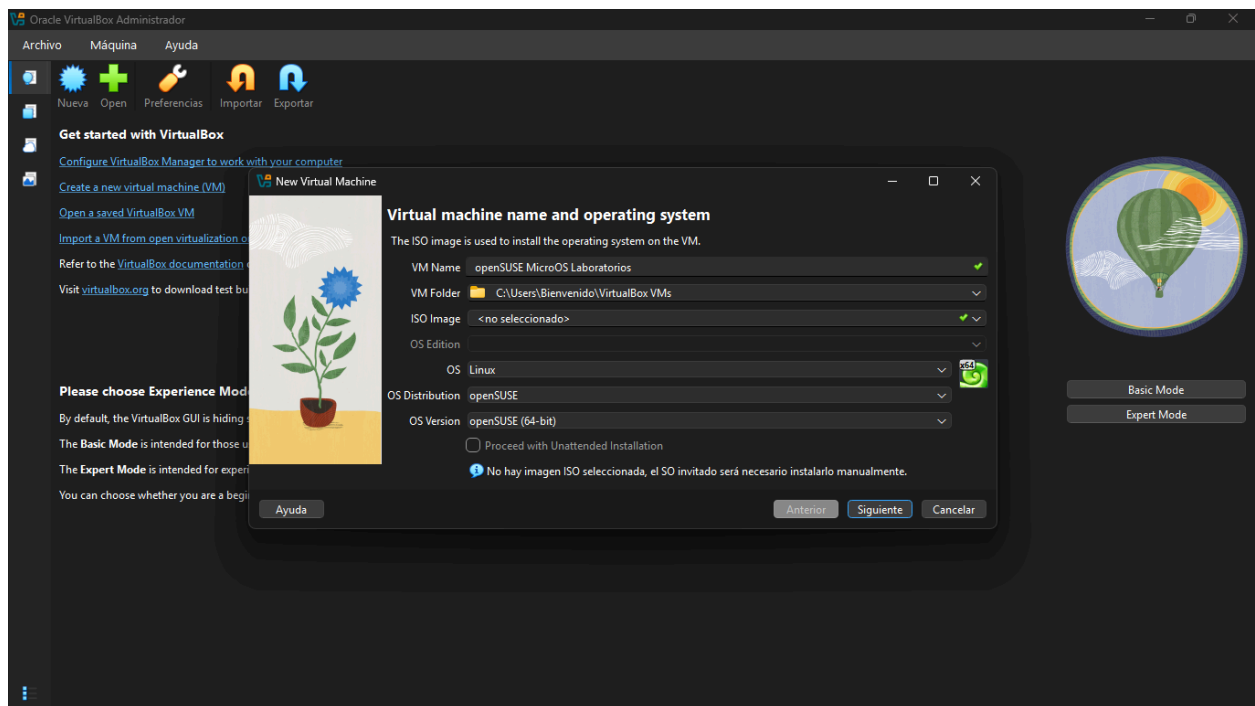 Oracle VirtualBox Administrador
Archivo Máquina Ayuda
Nueva Open Preferencias Importar Exportar
Get started with VirtualBox
Configure VirtualBox Manager to work with your computer
Create a new virtual machine (VM)
Open a saved VirtualBox VM
Import a VM from open virtualization
Refer to the VirtualBox documentation
Visit virtualbox.org to download test
Please choose Experience
By default, the VirtualBox GUI is hiding
The Basic Mode is intended for those
The Expert Mode is intended for
You can choose whether you are a
Basic Mode
Expert Mode
New Virtual Machine
Virtual machine name and operating system
The ISO image is used to install the operating system on the VM.
VM Name openSUSE MicroOS Laboratorios
VM Folder C:\Users\Bienvenido\VirtualBox VMs
ISO Image <no seleccionado>
OS Edition
OS Linux
x64
OS Distribution openSUSE
OS Version openSUSE (64-bit)
Proceed with Unattended Installation
No hay imagen ISO seleccionada, el SO invitado será necesario instalarlo manualmente.
Ayuda Anterior Siguiente Cancelar